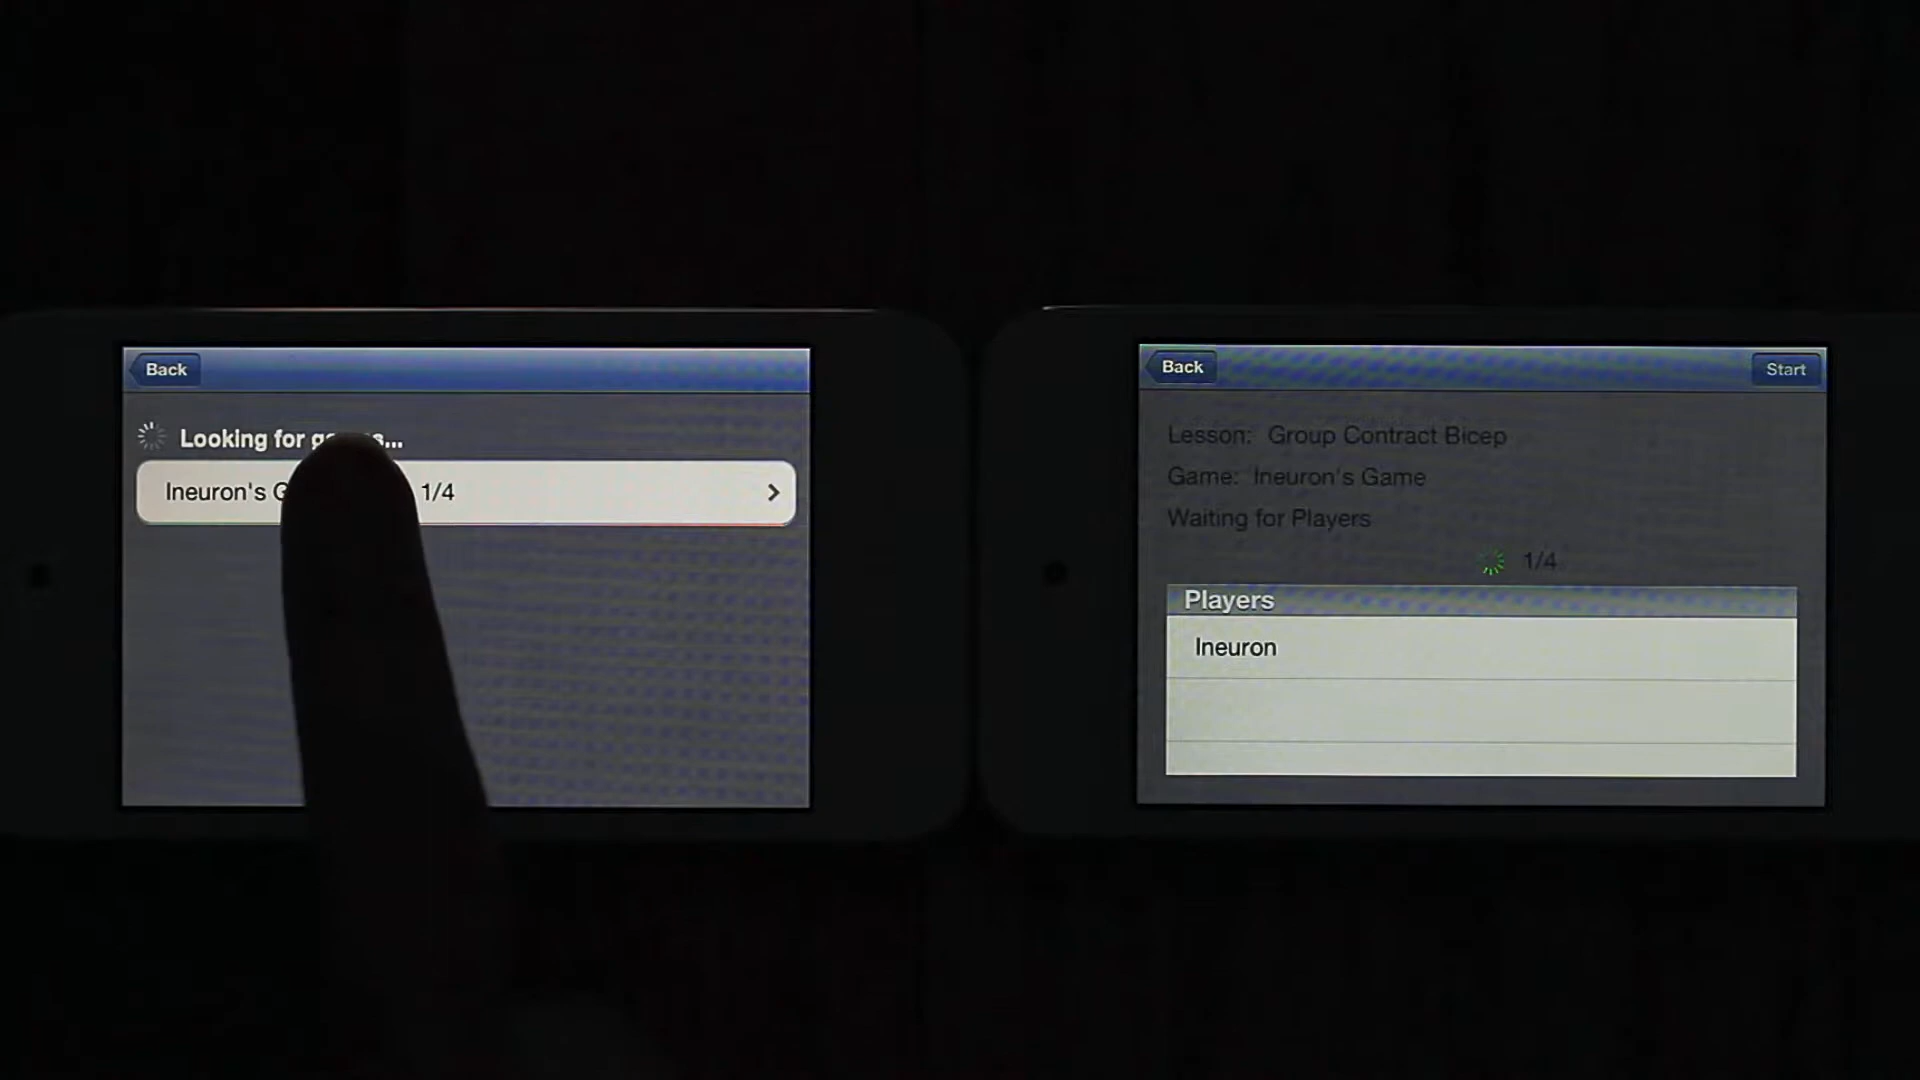 Back
Looking for games...
Ineuron's G 1/4
Back
Start
Lesson: Group Contract Bicep
Game: Ineuron's Game
Waiting for Players
1/4
Players
Ineuron